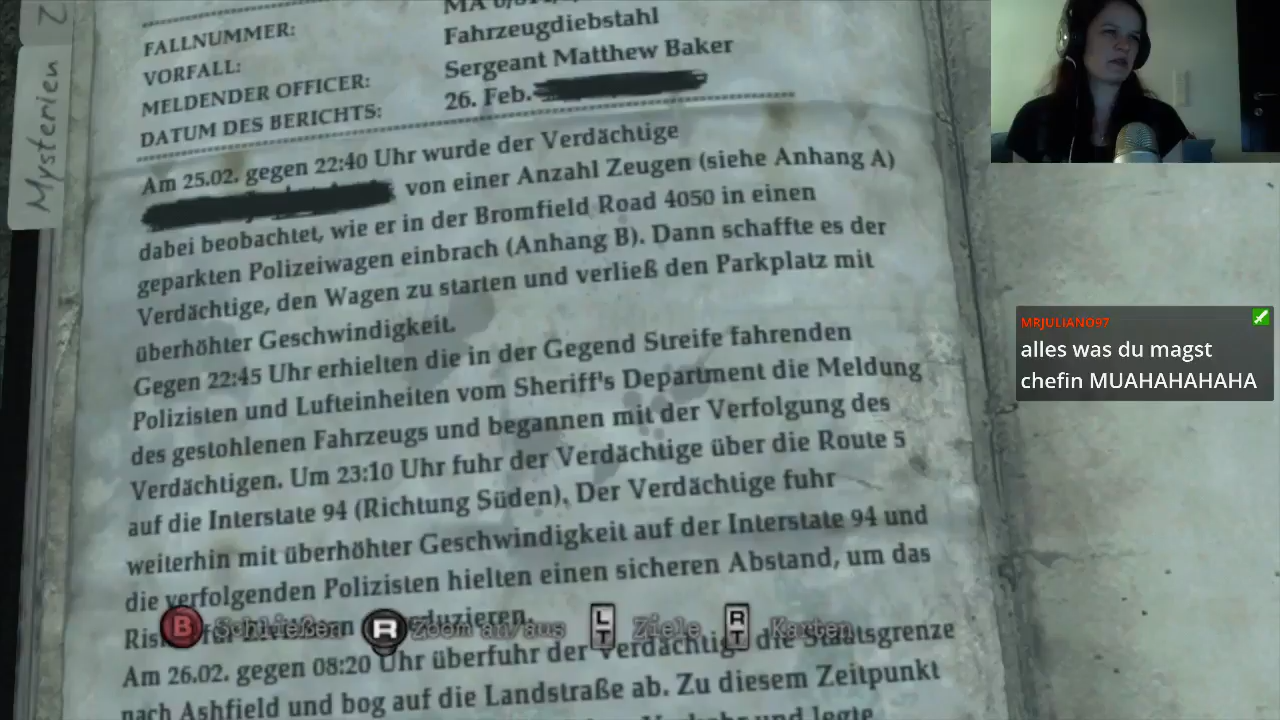 Mysterien
FALLNUMMER:
VORFALL: Fahrzeugdiebstahl
MELDENDER OFFICER: Sergeant Matthew Baker
DATUM DES BERICHTS: 26. Feb.
Am 25.02. gegen 22:40 Uhr wurde der Verdächtige
von einer Anzahl Zeugen (siehe Anhang A)
dabei beobachtet, wie er in der Bromfield Road 4050 in einen
geparkten Polizeiwagen einbrach (Anhang B). Dann schaffte es der
Verdächtige, den Wagen zu starten und verließ den Parkplatz mit
überhöhter Geschwindigkeit.
Gegen 22:45 Uhr erhielten die in der Gegend Streife fahrenden
Polizisten und Lufteinheiten vom Sheriff's Department die Meldung
des gestohlenen Fahrzeugs und begannen mit der Verfolgung des
Verdächtigen. Um 23:10 Uhr fuhr der Verdächtige über die Route 5
auf die Interstate 94 (Richtung Süden). Der Verdächtige fuhr
weiterhin mit überhöhter Geschwindigkeit auf der Interstate 94 und
die verfolgenden Polizisten hielten einen sicheren Abstand, um das
B Schließen R Zoom an/aus LT Ziele RT Karten
Am 26.02. gegen 08:20 Uhr überfuhr der Verdächtige die Staatsgrenze
nach Ashfield und bog auf die Landstraße ab. Zu diesem Zeitpunkt
und legte
MRJULIANO97
alles was du magst
chefin MUAHAHAHAHA